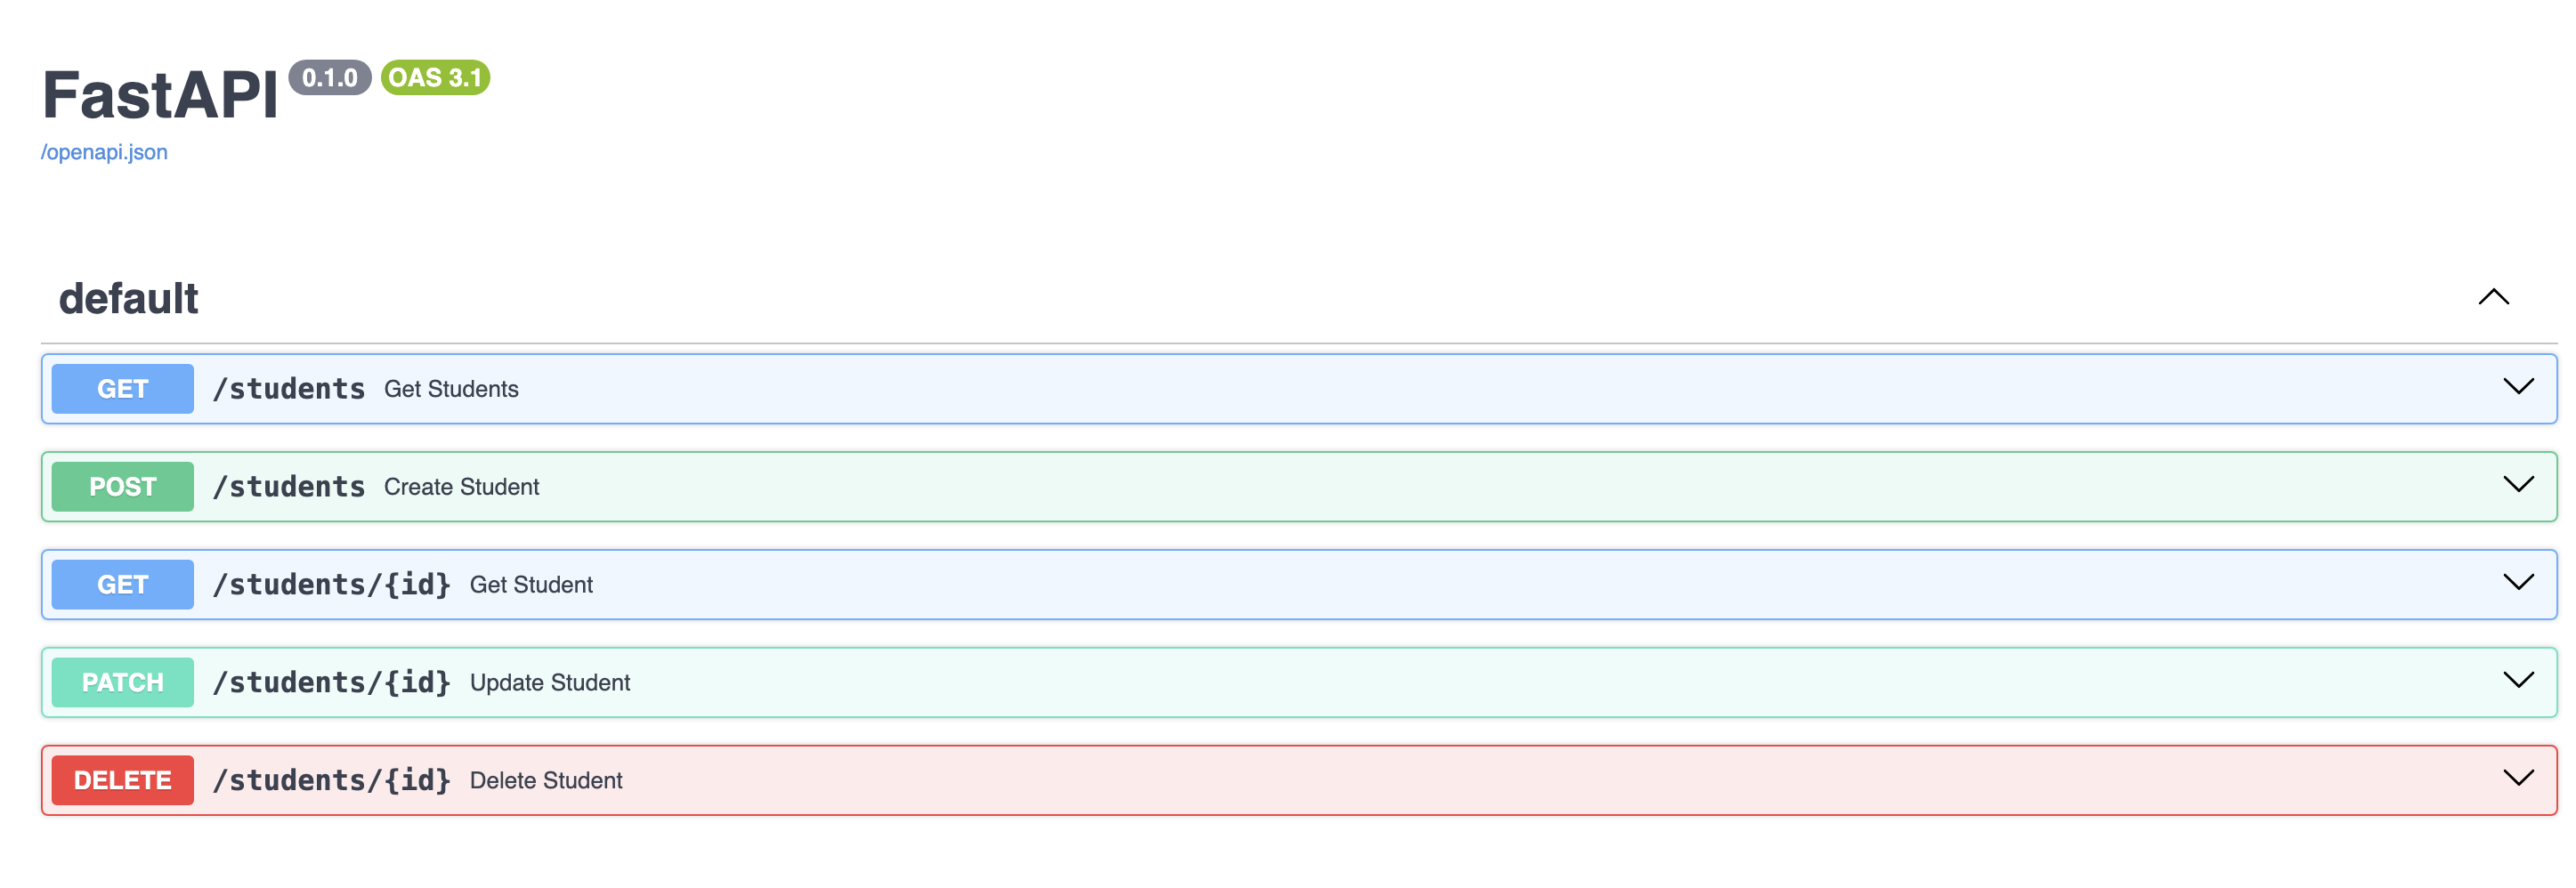 FastAPI 0.1.0 OAS 3.1
/openapi.json
default
GET /students Get Students
POST /students Create Student
GET /students/{id} Get Student
PATCH /students/{id} Update Student
DELETE /students/{id} Delete Student